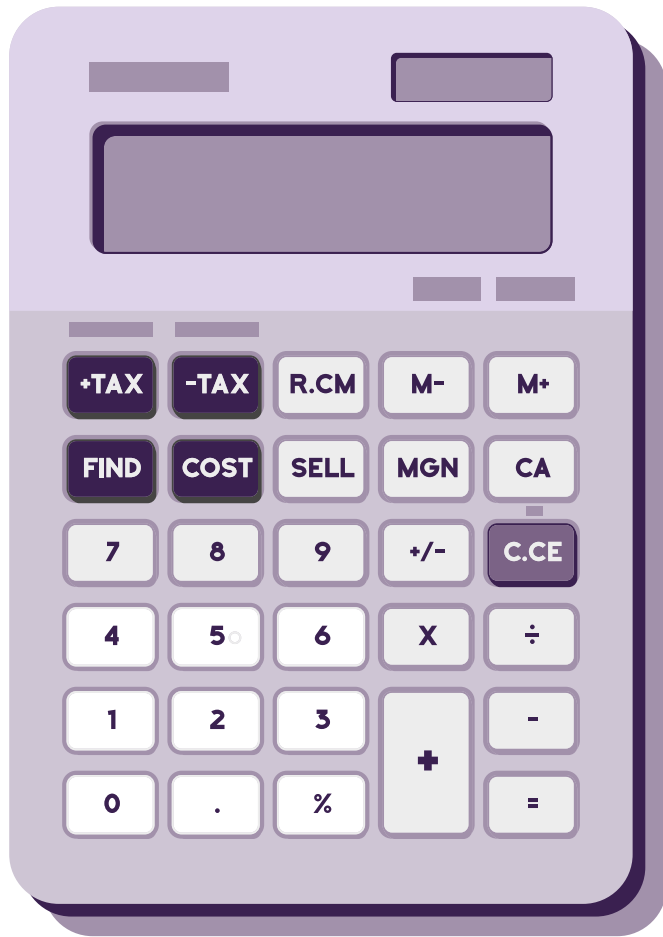 +TAX -TAX R.CM M- M+
FIND COST SELL MGN CA
7 8 9 +/- C.CE
4 5 6 X ÷
1 2 3 -
+
0 . % =